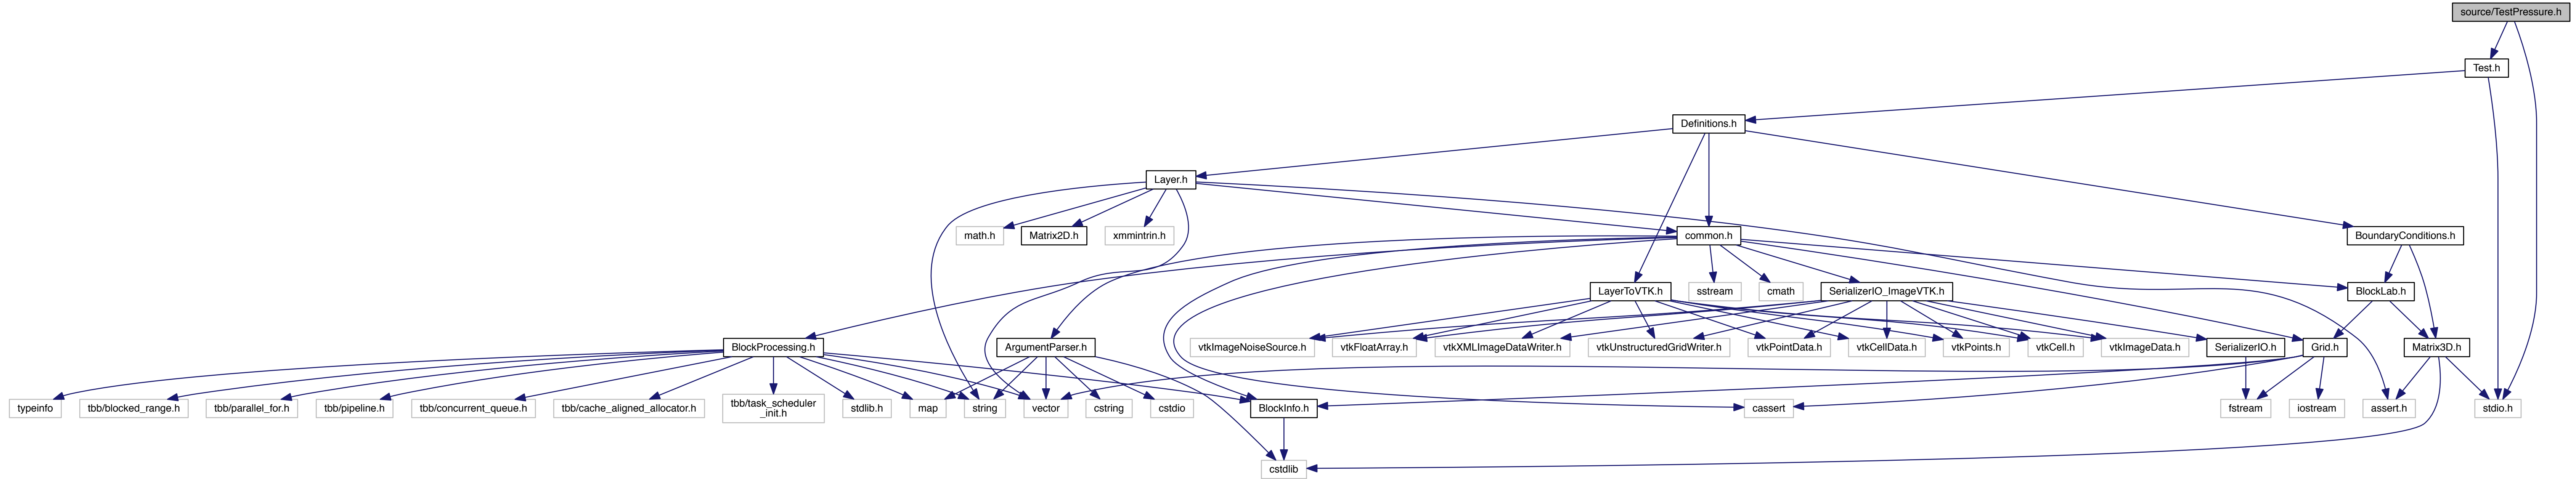 source/TestPressure.h
Test.h
Definitions.h
Layer.h
math.h
Matrix2D.h
xmmintrin.h
common.h
BoundaryConditions.h
LayerToVTK.h
sstream
cmath
SerializerIO_ImageVTK.h
BlockLab.h
BlockProcessing.h
ArgumentParser.h
vtkImageNoiseSource.h
vtkFloatArray.h
vtkXMLImageDataWriter.h
vtkUnstructuredGridWriter.h
vtkPointData.h
vtkCellData.h
vtkPoints.h
vtkCell.h
vtkImageData.h
SerializerIO.h
Grid.h
Matrix3D.h
typeinfo
tbb/blocked_range.h
tbb/parallel_for.h
tbb/pipeline.h
tbb/concurrent_queue.h
tbb/cache_aligned_allocator.h
tbb/task_scheduler
_init.h
stdlib.h
map
string
vector
cstring
cstdio
BlockInfo.h
cassert
fstream
iostream
assert.h
stdio.h
cstdlib